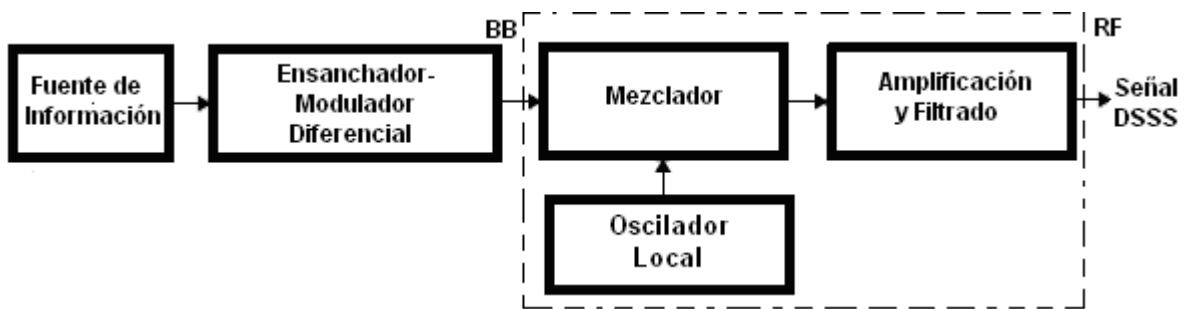 BB
RF
Fuente de
Información
Ensanchador-
Modulador
Diferencial
Mezclador
Amplificación
y Filtrado
Señal
DSSS
Oscilador
Local